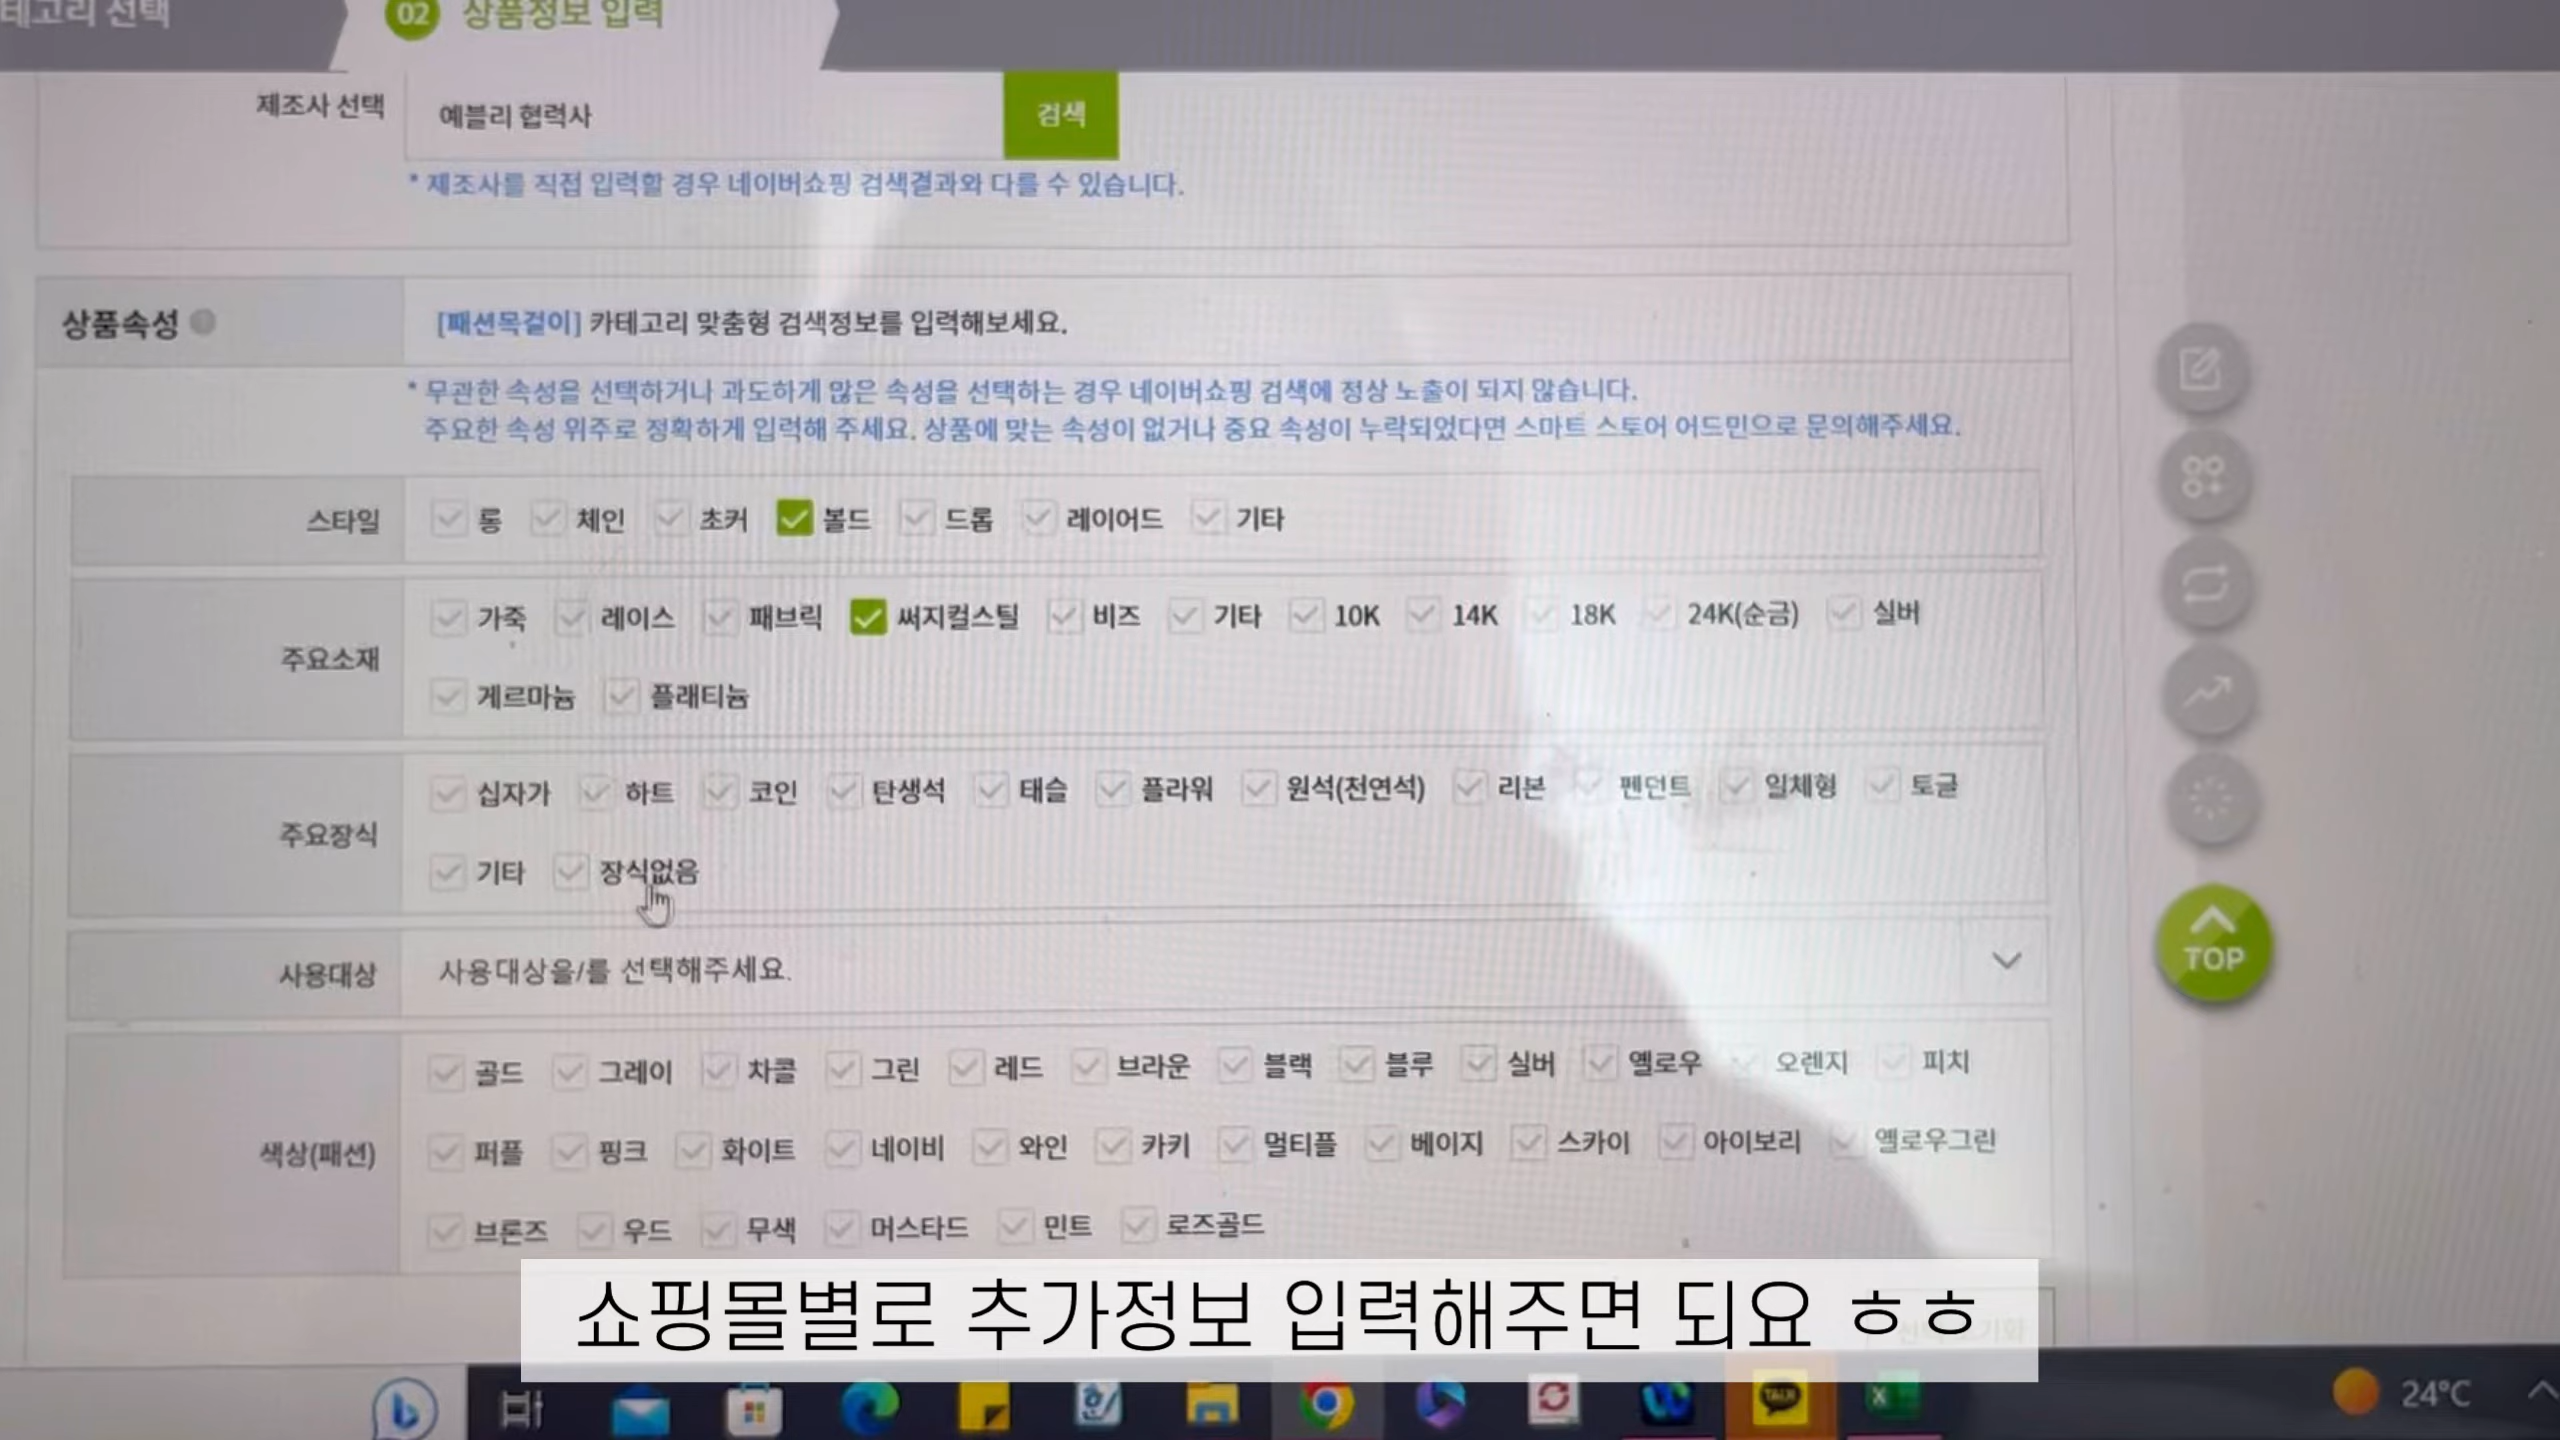 테고리 선택
02 상품정보 입력
제조사 선택
예블리 협력사
검색
* 제조사를 직접 입력할 경우 네이버쇼핑 검색결과와 다를 수 있습니다.
상품속성
[패션목걸이] 카테고리 맞춤형 검색정보를 입력해보세요.
* 무관한 속성을 선택하거나 과도하게 많은 속성을 선택하는 경우 네이버쇼핑 검색에 정상 노출이 되지 않습니다.
주요한 속성 위주로 정확하게 입력해 주세요. 상품에 맞는 속성이 없거나 중요 속성이 누락되었다면 스마트 스토어 어드민으로 문의해주세요.
스타일
롱 체인 초커 볼드 드롭 레이어드 기타
주요소재
가죽 레이스 패브릭 써지컬스틸 비즈 기타 10K 14K 18K 24K(순금) 실버
게르마늄 플래티늄
주요장식
십자가 하트 코인 탄생석 태슬 플라워 원석(천연석) 리본 펜던트 일체형 토글
기타 장식없음
사용대상
사용대상을/를 선택해주세요.
색상(패션)
골드 그레이 차콜 그린 레드 브라운 블랙 블루 실버 옐로우 오렌지 피치
퍼플 핑크 화이트 네이비 와인 카키 멀티플 베이지 스카이 아이보리 옐로우그린
브론즈 우드 무색 머스타드 민트 로즈골드
TOP
쇼핑몰별로 추가정보 입력해주면 되요 ㅎㅎ
TALK
24°C